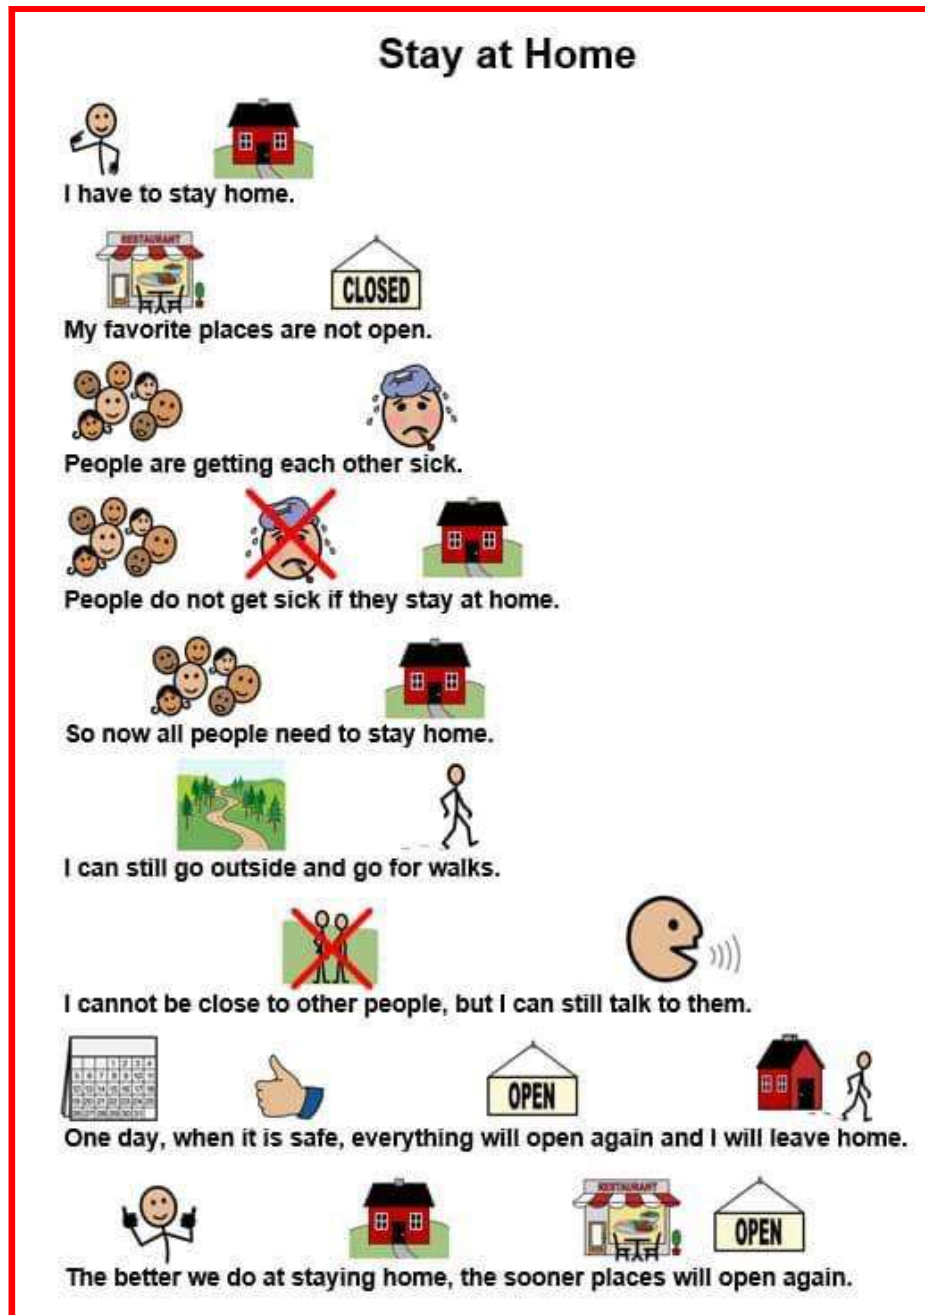 Stay at Home
I have to stay home.
RESTAURANT
CLOSED
My favorite places are not open.
People are getting each other sick.
People do not get sick if they stay at home.
So now all people need to stay home.
I can still go outside and go for walks.
I cannot be close to other people, but I can still talk to them.
OPEN
One day, when it is safe, everything will open again and I will leave home.
RESTAURANT
OPEN
The better we do at staying home, the sooner places will open again.